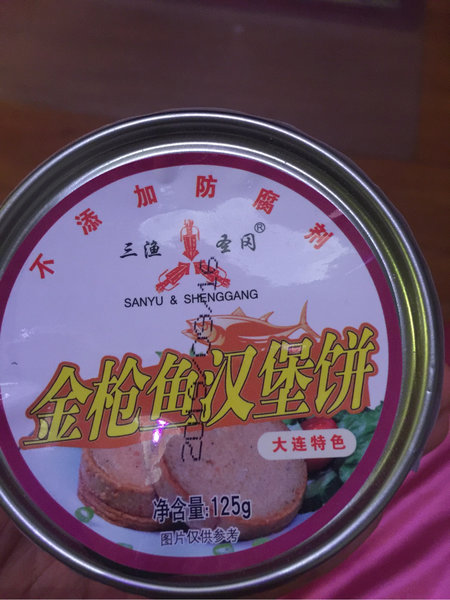 不添加防腐剂
三渔 圣冈®
SANYU & SHENGGANG
金枪鱼汉堡饼
大连特色
净含量:125g
图片仅供参考